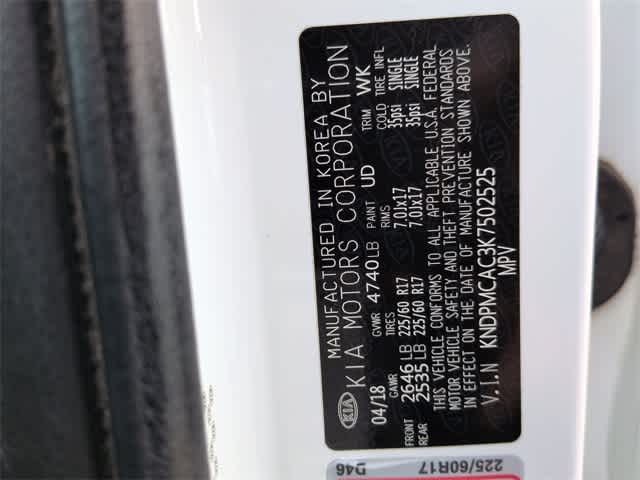 MANUFACTURED IN KOREA BY
KIA KIA MOTORS CORPORATION
04/18 GVWR 4740LB PAINT UD TRIM WK
GAWR TIRES RIMS COLD TIRE INFL
FRONT 2646LB 225/60 R17 7.0Jx17 35psi SINGLE
REAR 2535LB 225/60 R17 7.0Jx17 35psi SINGLE
THIS VEHICLE CONFORMS TO ALL APPLICABLE U.S.A. FEDERAL
MOTOR VEHICLE SAFETY AND THEFT PREVENTION STANDARDS
IN EFFECT ON THE DATE OF MANUFACTURE SHOWN ABOVE.
V.I.N KNDPMCAC3K7502525
MPV
D46
225/60R17